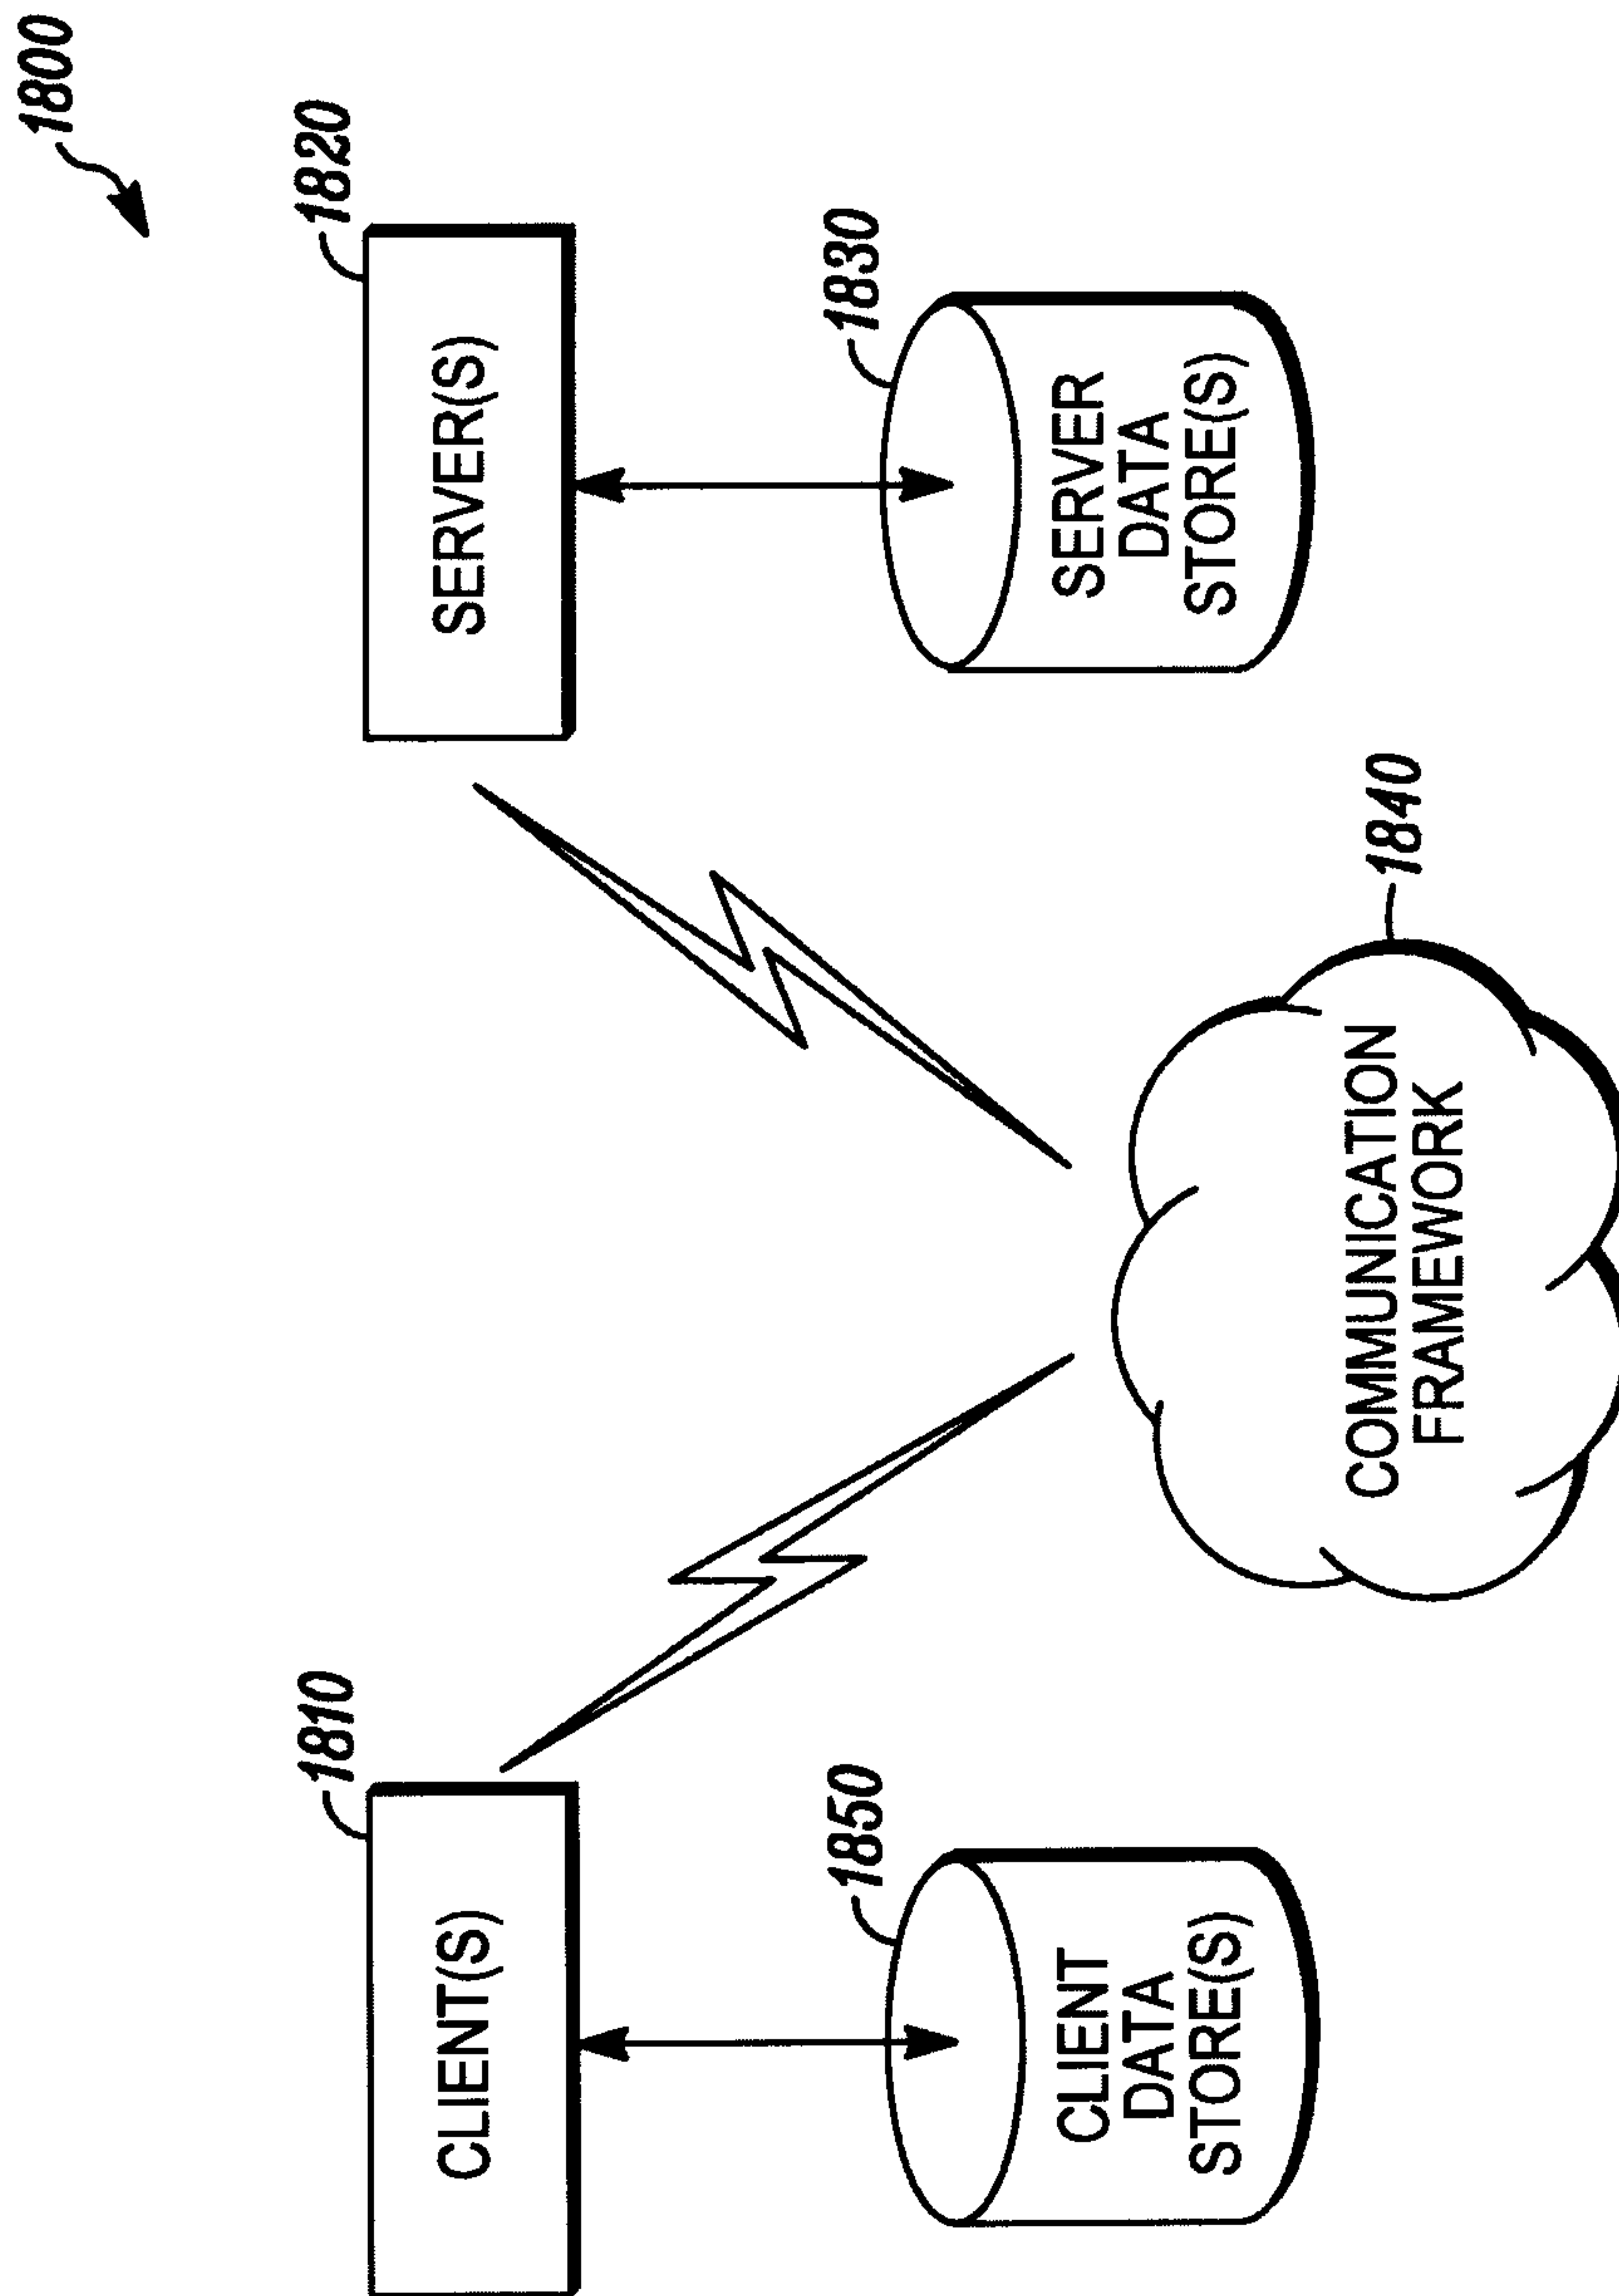 1800
1810
CLIENT(S)
1820
SERVER(S)
1850
CLIENT
DATA
STORE(S)
1830
SERVER
DATA
STORE(S)
1840
COMMUNICATION
FRAMEWORK